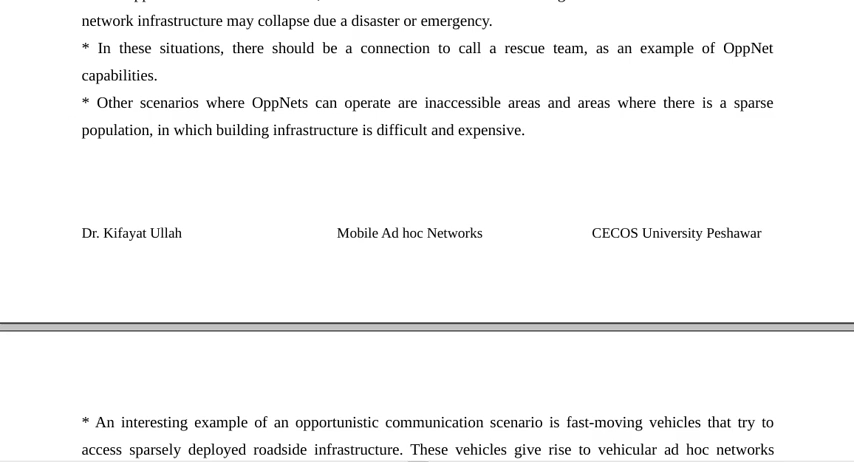 network infrastructure may collapse due a disaster or emergency.
* In these situations, there should be a connection to call a rescue team, as an example of OppNet
capabilities.
* Other scenarios where OppNets can operate are inaccessible areas and areas where there is a sparse
population, in which building infrastructure is difficult and expensive.
Dr. Kifayat Ullah Mobile Ad hoc Networks CECOS University Peshawar
* An interesting example of an opportunistic communication scenario is fast-moving vehicles that try to
access sparsely deployed roadside infrastructure. These vehicles give rise to vehicular ad hoc networks